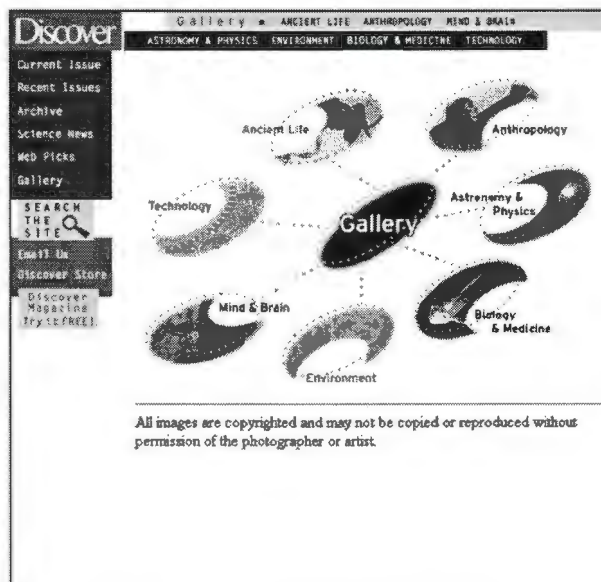 Discover
Gallery ANCIENT LIFE ANTHROPOLOGY MIND & BRAIN
ASTRONOMY & PHYSICS ENVIRONMENT BIOLOGY & MEDICINE TECHNOLOGY
Current Issue
Recent Issues
Archive
Science News
Web Picks
Gallery
SEARCH
THE
SITE
Email Us
Discover Store
Discover
Magazine
Try it FREE!
Ancient Life
Anthropology
Technology
Gallery
Astronomy &
Physics
Mind & Brain
Biology
& Medicine
Environment
All images are copyrighted and may not be copied or reproduced without
permission of the photographer or artist.